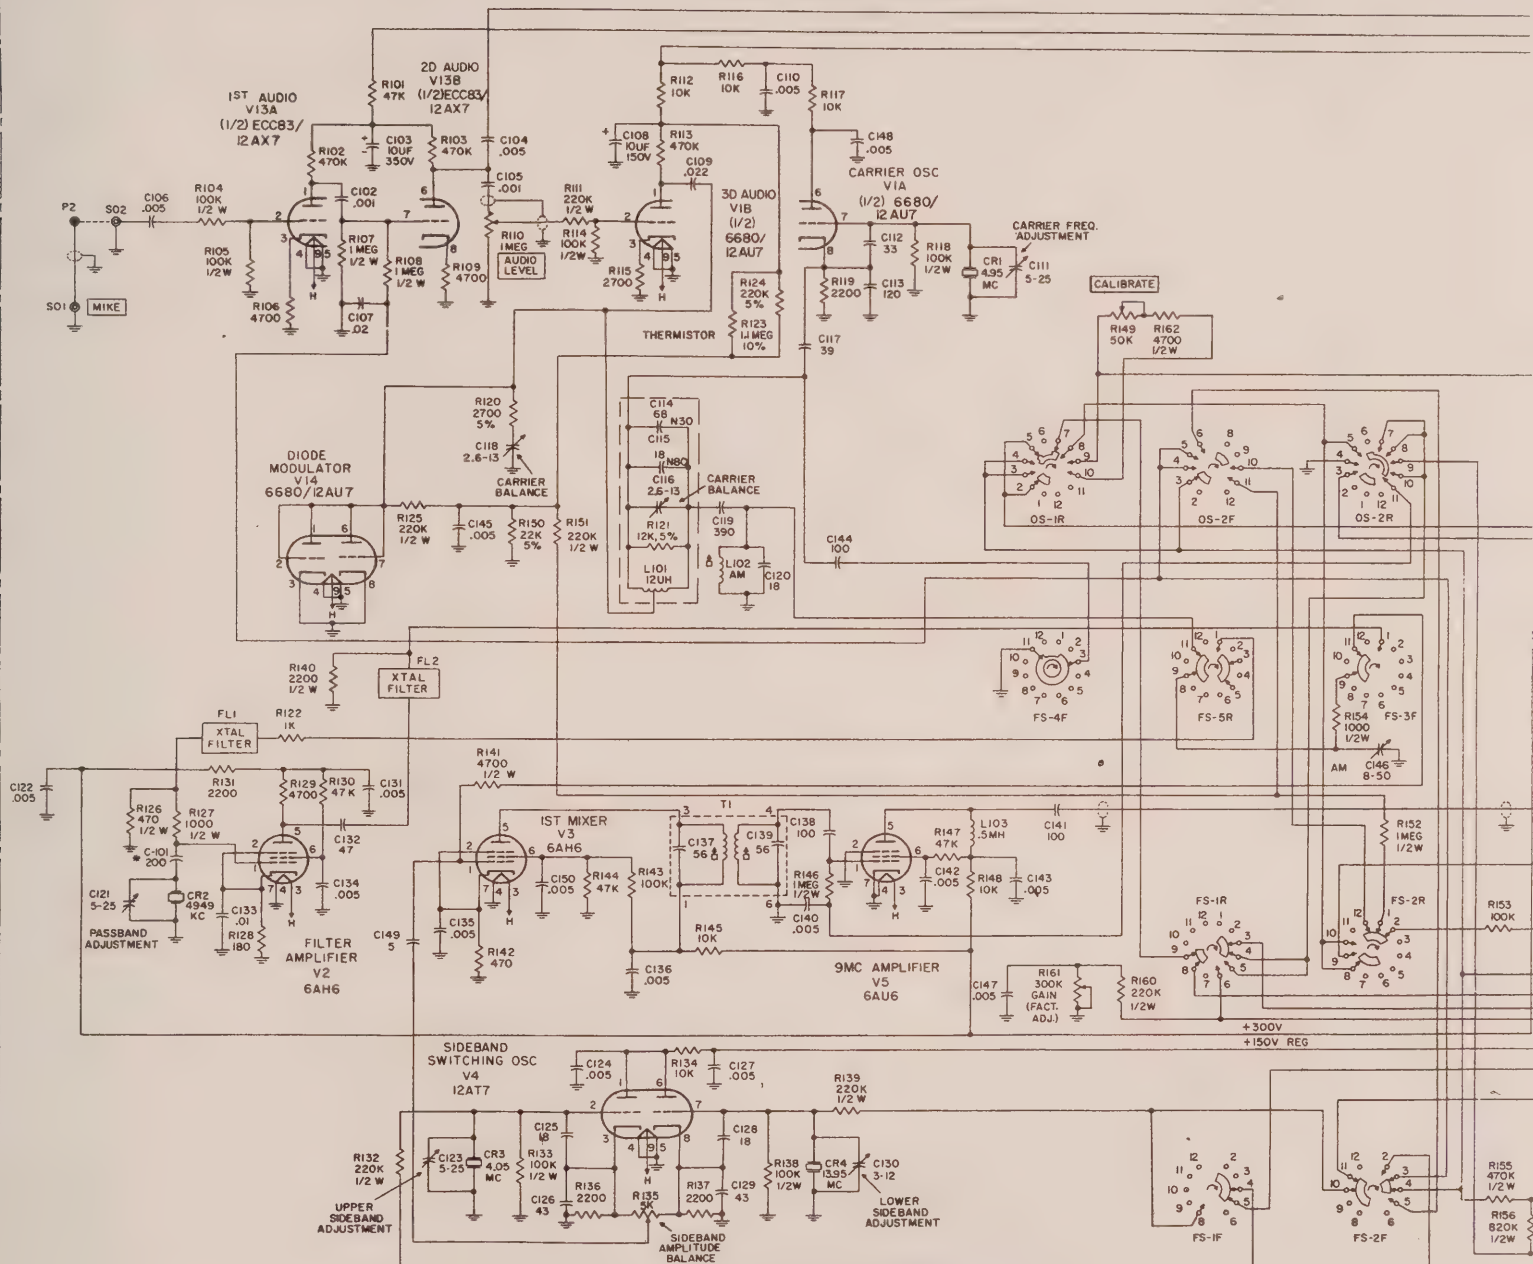 1ST AUDIO
V13A
(1/2) ECC83/
12AX7
R101
47K
2D AUDIO
V13B
(1/2)ECC83/
12AX7
R102
470K
C103
10UF
350V
R103
470K
C104
.005
C105
.001
R112
10K
R116
10K
C110
.005
R117
10K
C108
10UF
150V
R113
470K
C109
.022
C148
.005
CARRIER OSC
V1A
(1/2) 6680/
12AU7
3D AUDIO
V1B
(1/2)
6680/
12AU7
P2
SO2
C106
.005
R104
100K
1/2 W
R105
100K
1/2W
C102
.001
R107
1 MEG
1/2 W
R108
1 MEG
1/2 W
R109
4700
R106
4700
C107
.02
SO1
MIKE
R110
1 MEG
AUDIO
LEVEL
R111
220K
1/2 W
R114
100K
1/2W
R115
2700
R124
220K
5%
R123
1.1 MEG
10%
THERMISTOR
C112
33
R118
100K
1/2 W
R119
2200
C113
120
CR1
4.95
MC
CARRIER FREQ.
ADJUSTMENT
C111
5-25
C117
39
CALIBRATE
R149
50K
R162
4700
1/2W
R120
2700
5%
C118
2.6-13
CARRIER
BALANCE
DIODE
MODULATOR
V14
6680/12AU7
R125
220K
1/2 W
C145
.005
R150
22K
5%
R151
220K
1/2 W
C114
68
N30
C115
18
N80
C116
2.6-13
CARRIER
BALANCE
R121
12K,5%
L101
12UH
C119
390
L102
AM
C120
18
C144
100
OS-1R
OS-2F
OS-2R
FS-4F
FS-5R
FS-3F
R154
1000
1/2W
AM
C146
8-50
R140
2200
1/2 W
FL2
XTAL
FILTER
FL1
XTAL
FILTER
R122
1K
C122
.005
R131
2200
R129
4700
R130
47 K
C131
.005
R126
470
1/2 W
R127
1000
1/2 W
* C-101
200
C121
5-25
CR2
4949
KC
PASSBAND
ADJUSTMENT
C133
.01
R128
180
C132
47
C134
.005
FILTER
AMPLIFIER
V2
6AH6
R141
4700
1/2 W
1ST MIXER
V3
6AH6
C149
5
C135
.005
R142
470
C150
.005
R144
47K
R143
100K
C136
.005
R145
10K
T1
C137
56
C139
56
C138
100
R146
1 MEG
1/2W
C140
.005
R147
47K
L103
.5MH
C141
100
C142
.005
R148
10K
C143
.005
9MC AMPLIFIER
V5
6AU6
C147
.005
R161
300K
GAIN
(FACT.
ADJ.)
R160
220K
1/2W
R152
1 MEG
1/2W
FS-1R
FS-2R
R153
100K
+300V
+150V REG
SIDEBAND
SWITCHING OSC
V4
12AT7
C124
.005
R134
10K
C127
.005
R139
220K
1/2 W
R132
220K
1/2 W
C123
5-25
CR3
4.05
MC
UPPER
SIDEBAND
ADJUSTMENT
R133
100K
1/2 W
C125
18
C126
43
R136
2200
R135
5K
R137
2200
C128
18
C129
43
SIDEBAND
AMPLITUDE
BALANCE
R138
100K
1/2W
CR4
13.95
MC
C130
3-12
LOWER
SIDEBAND
ADJUSTMENT
FS-1F
FS-2F
R155
470K
1/2 W
R156
820K
1/2W